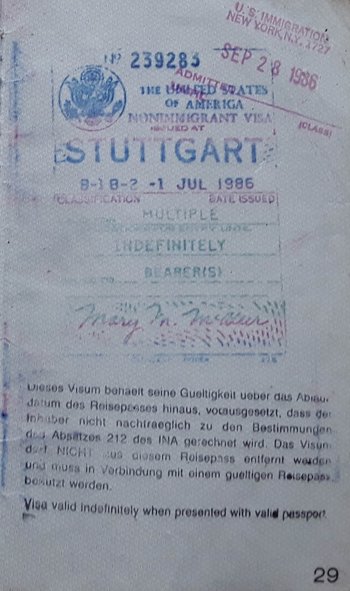 U.S. IMMIGRATION
NEW YORK, N.Y. 1727
Nº 239283
SEP 28 1986
ADMITTED
THE UNITED STATES
OF AMERICA
NONIMMIGRANT VISA
ISSUED AT
(CLASS)
STUTTGART
B-1 B-2 -1 JUL 1986
CLASSIFICATION DATE ISSUED
MULTIPLE
INDEFINITELY
BEARER(S)
Dieses Visum behaelt seine Gueltigkeit ueber das Ablau
datum des Reisepasses hinaus, vorausgesetzt, dass der
Inhaber nicht nachtraeglich zu den Bestimmungen
des Absatzes 212 des INA gerechnet wird. Das Visum
darf NICHT aus diesem Reisepass entfernt werden
und muss in Verbindung mit einem gueltigen Reisepass
benutzt werden.
Visa valid indefinitely when presented with valid passport.
29